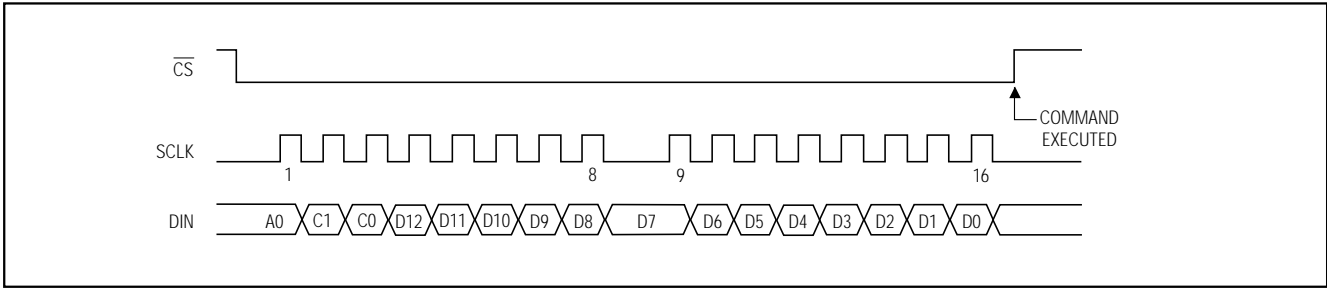 CS
COMMAND
EXECUTED
SCLK
1 8 9 16
DIN A0 C1 C0 D12 D11 D10 D9 D8 D7 D6 D5 D4 D3 D2 D1 D0